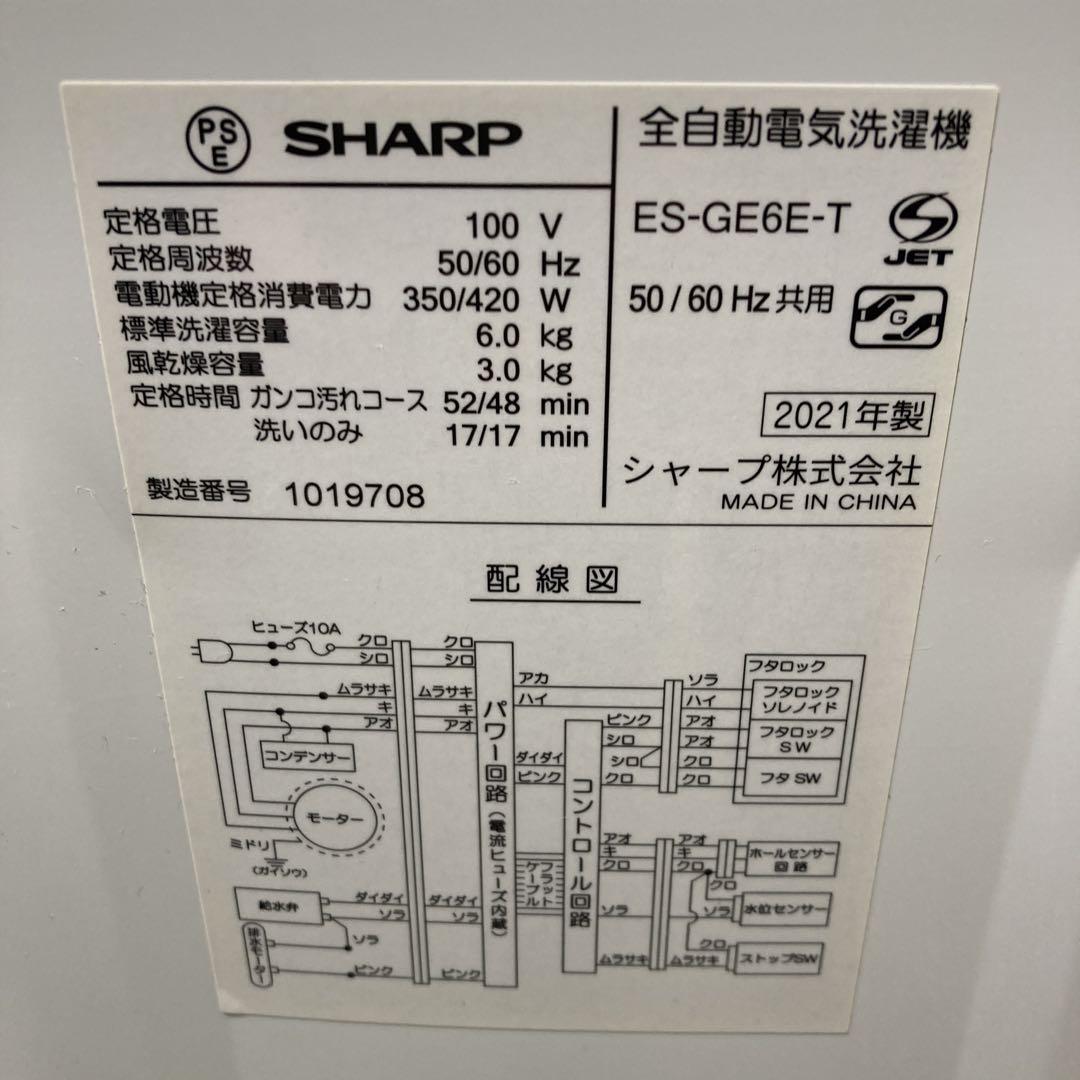 PSE SHARP
定格電圧 100 V
定格周波数 50/60 Hz
電動機定格消費電力 350/420 W
標準洗濯容量 6.0 kg
風乾燥容量 3.0 kg
定格時間 ガンコ汚れコース 52/48 min
洗いのみ 17/17 min
製造番号 1019708
全自動電気洗濯機
ES-GE6E-T
JET
50/60 Hz共用
G
2021年製
シャープ株式会社
MADE IN CHINA
配線図
ヒューズ10A
クロ
シロ
ムラサキ
キ
アオ
コンデンサー
モーター
ミドリ
(ガイソウ)
給水弁
ダイダイ
ソラ
排水モーター
ソラ
ピンク
クロ
シロ
ムラサキ
キ
アオ
ダイダイ
ソラ
ピンク
パワー回路(電流ヒューズ内蔵)
アカ
ハイ
ダイダイ
ピンク
フラット
ケーブル
コントロール回路
ピンク
シロ
シロ
クロ
ソラ
ハイ
アオ
アオ
クロ
クロ
フタロック
フタロック
ソレノイド
フタロック
SW
フタSW
アオ
キ
クロ
ソラ
ムラサキ
アオ
キ
クロ
クロ
ソラ
クロ
ムラサキ
ホールセンサー
回路
水位センサー
ストップSW